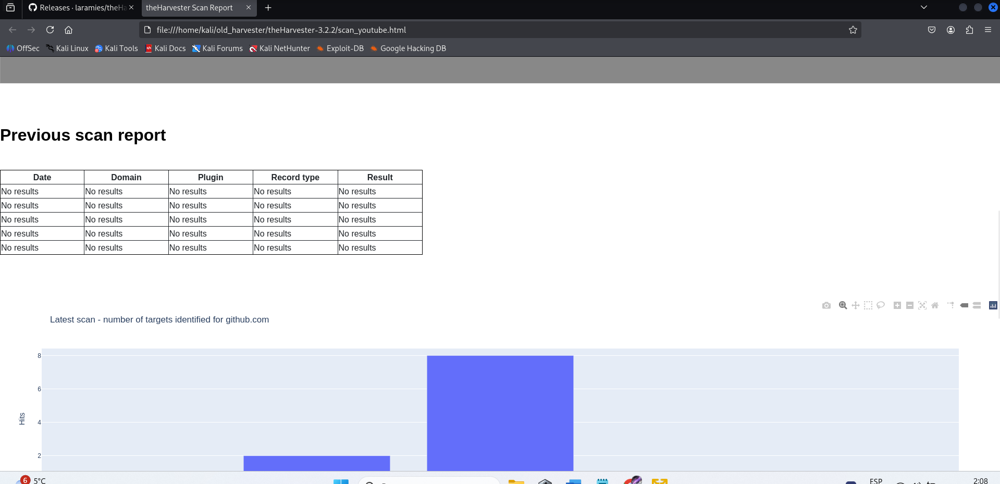 Releases · laramies/theHa
theHarvester Scan Report
file:///home/kali/old_harvester/theHarvester-3.2.2/scan_youtube.html
OffSec Kali Linux Kali Tools Kali Docs Kali Forums Kali NetHunter Exploit-DB Google Hacking DB
Previous scan report
Date Domain Plugin Record type Result
No results No results No results No results No results
No results No results No results No results No results
No results No results No results No results No results
No results No results No results No results No results
No results No results No results No results No results
Latest scan - number of targets identified for github.com
8
6
Hits
4
2
6 5°C
ESP
2:08